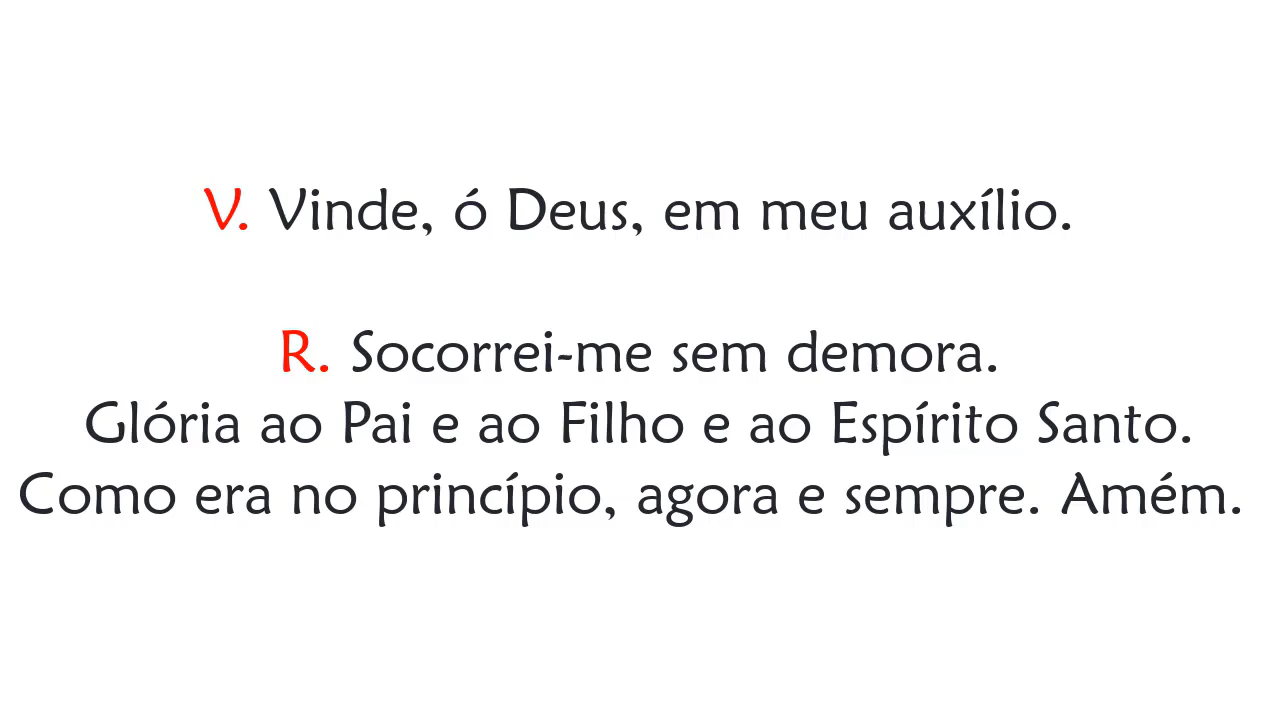 V. Vinde, ó Deus, em meu auxílio.
R. Socorrei-me sem demora.
Glória ao Pai e ao Filho e ao Espírito Santo.
Como era no princípio, agora e sempre. Amém.